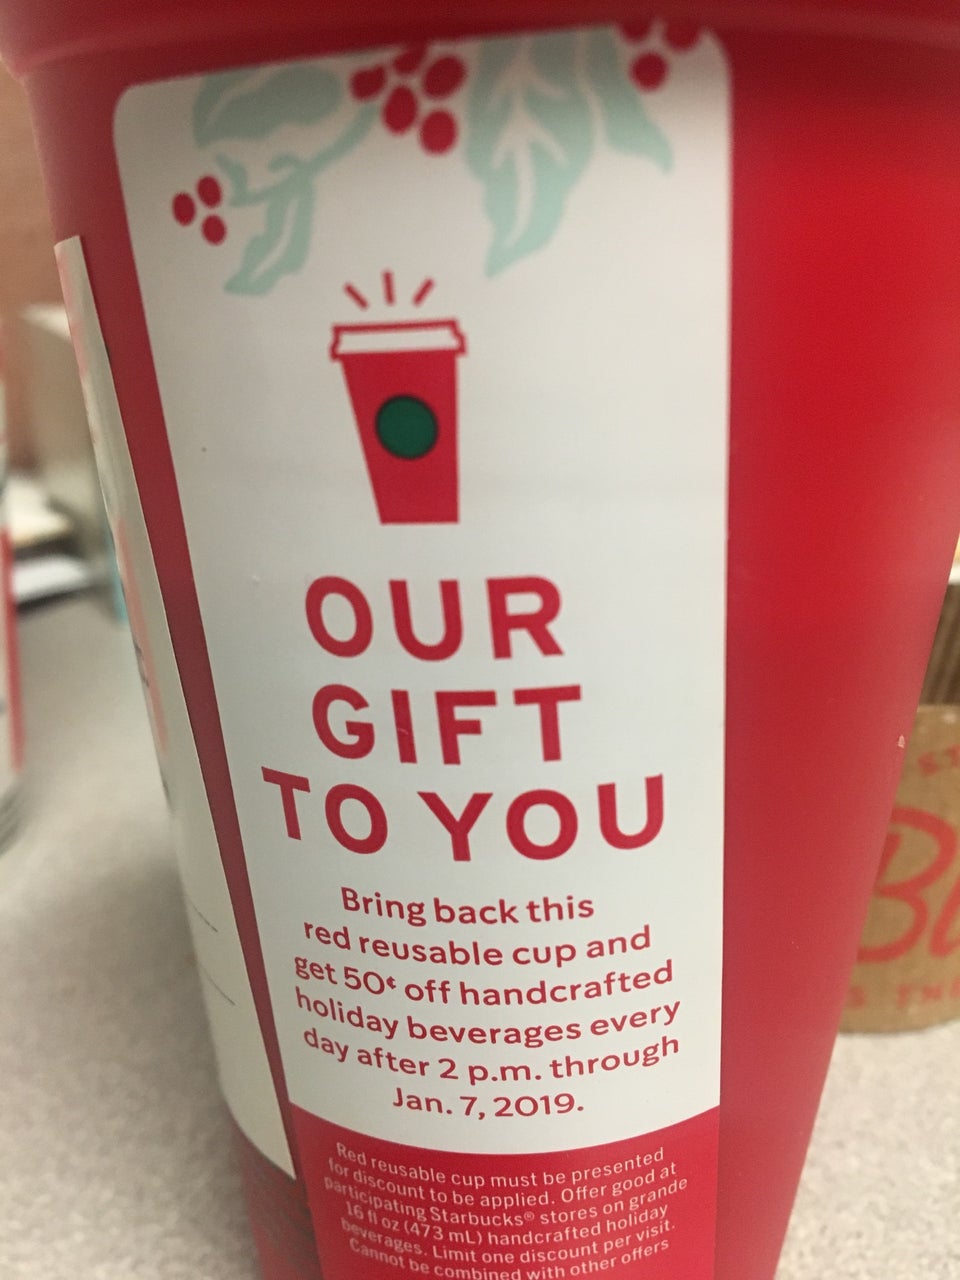 OUR
GIFT
TO YOU
Bring back this
red reusable cup and
get 50¢ off handcrafted
holiday beverages every
day after 2 p.m. through
Jan. 7, 2019.
Red reusable cup must be presented
for discount to be applied. Offer good at
participating Starbucks® stores on grande
16 fl oz (473 mL) handcrafted holiday
beverages. Limit one discount per visit.
Cannot be combined with other offers